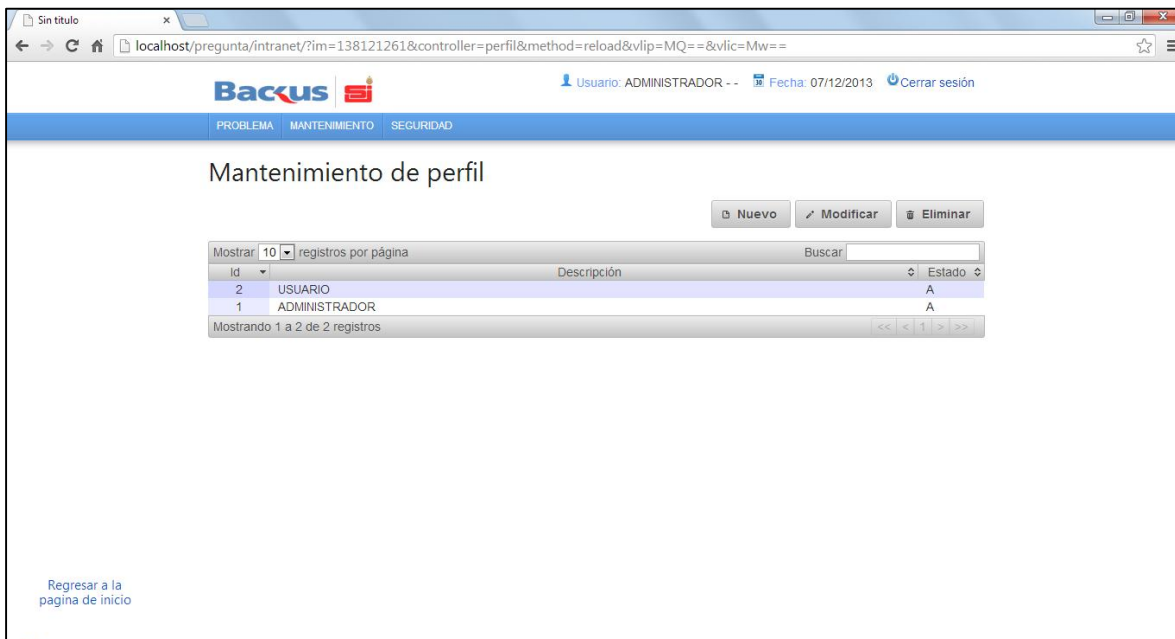 Sin titulo
localhost/pregunta/intranet/?im=138121261&controller=perfil&method=reload&vlip=MQ==&vlic=Mw==
Backus
Usuario: ADMINISTRADOR - - Fecha: 07/12/2013 Cerrar sesión
PROBLEMA MANTENIMIENTO SEGURIDAD
Mantenimiento de perfil
Nuevo Modificar Eliminar
Mostrar 10 registros por página Buscar
Id Descripción Estado
2 USUARIO A
1 ADMINISTRADOR A
Mostrando 1 a 2 de 2 registros << < 1 > >>
Regresar a la
pagina de inicio